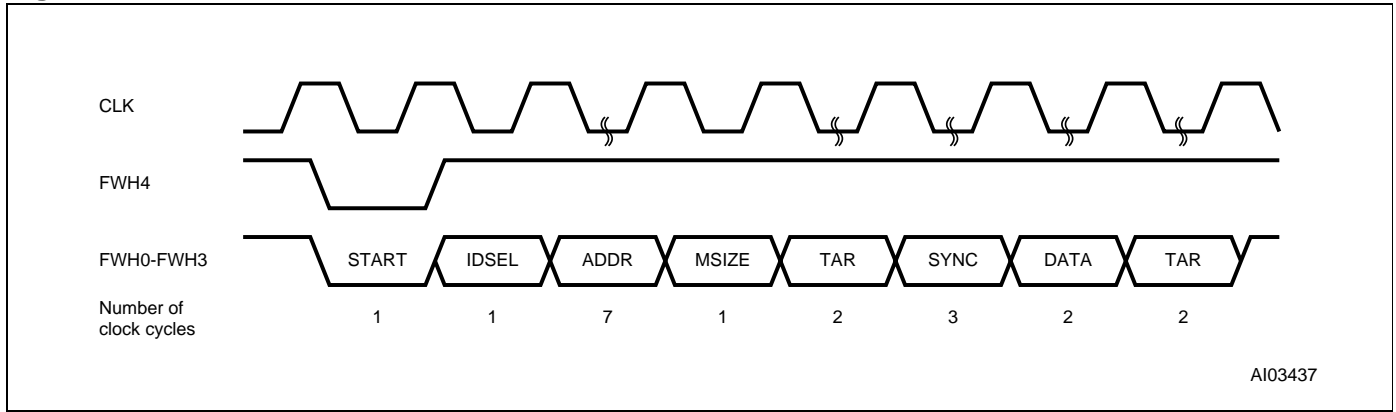 CLK
FWH4
FWH0-FWH3
START IDSEL ADDR MSIZE TAR SYNC DATA TAR
Number of
clock cycles
1 1 7 1 2 3 2 2
AI03437